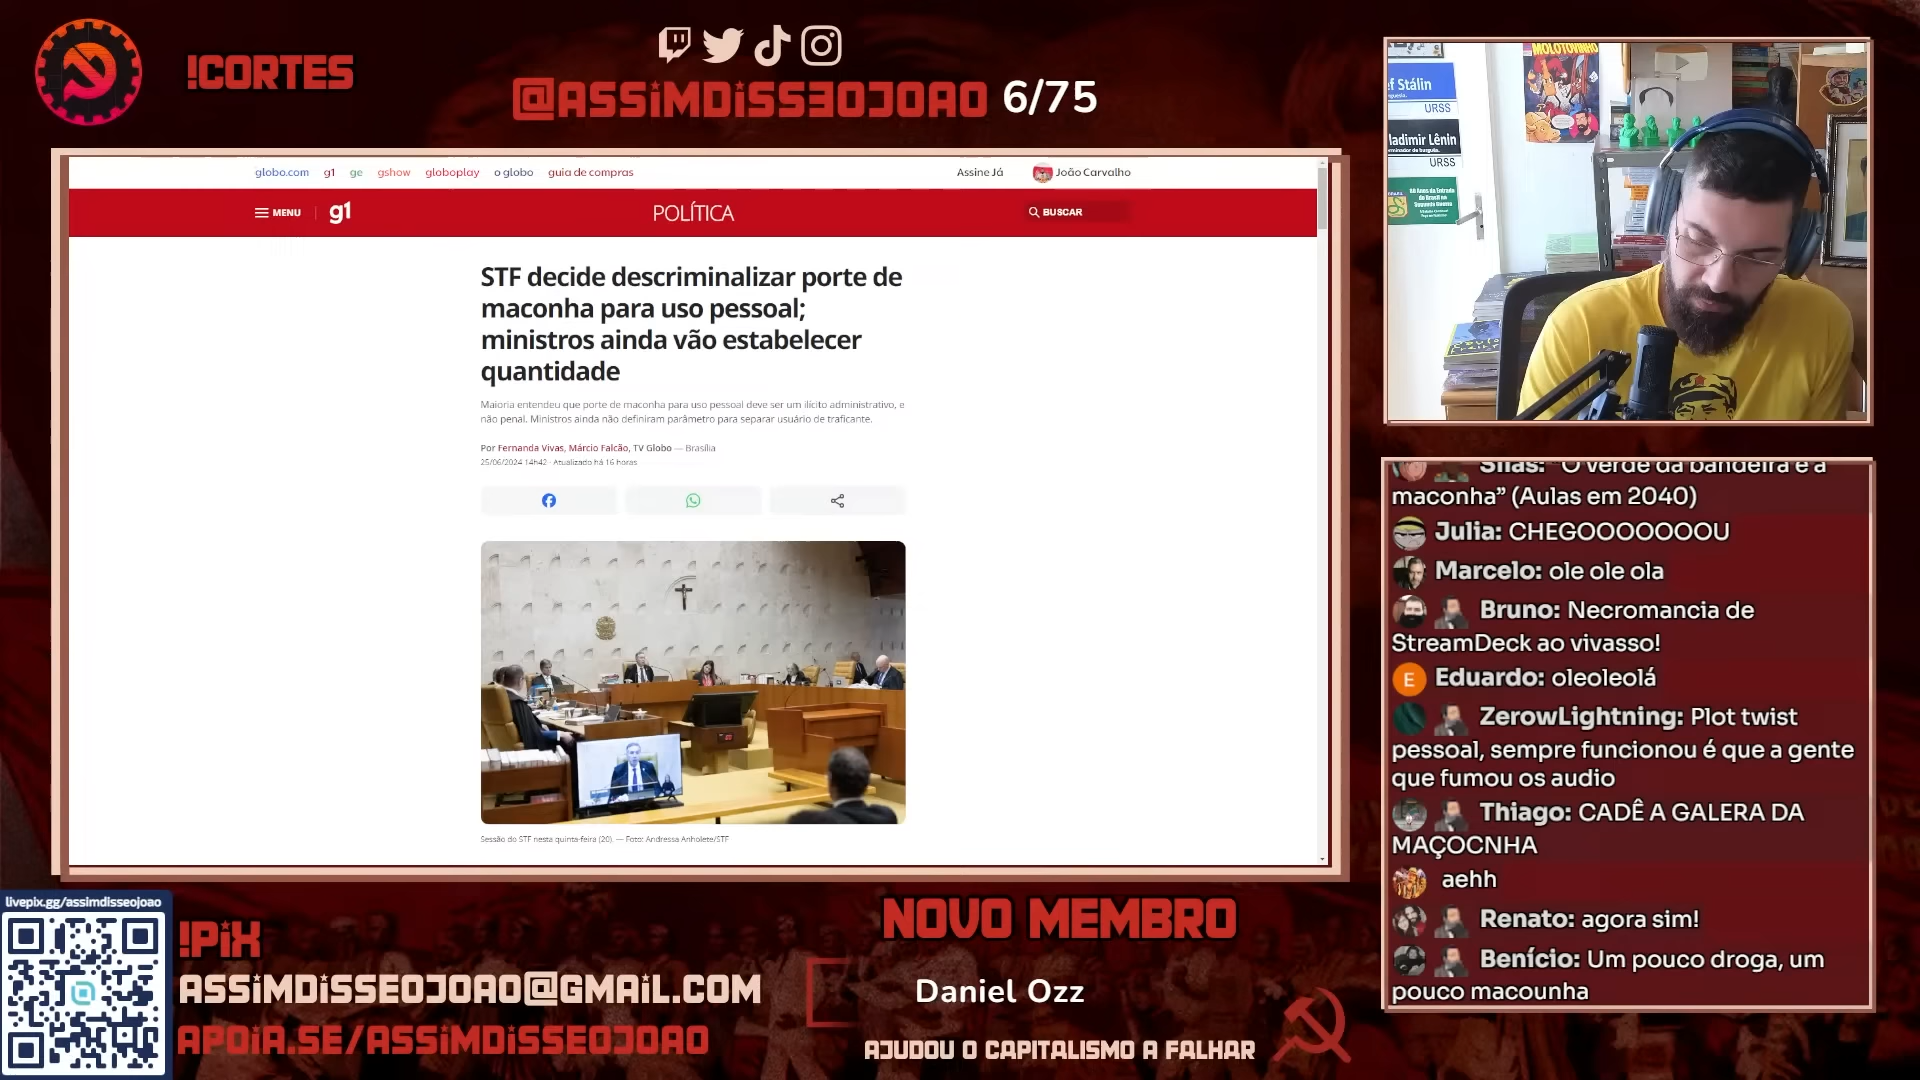 !CORTES
@ASSIMDISSEOJOAO 6/75
globo.com g1 ge gshow globoplay o globo guia de compras Assine Já João Carvalho
MENU g1 POLÍTICA BUSCAR
STF decide descriminalizar porte de
maconha para uso pessoal;
ministros ainda vão estabelecer
quantidade
Maioria entendeu que porte de maconha para uso pessoal deve ser um ilícito administrativo, e
não penal. Ministros ainda não definiram parâmetro para separar usuário de traficante.
Por Fernanda Vivas, Márcio Falcão, TV Globo — Brasília
25/06/2024 14h42 · Atualizado há 16 horas
Sessão do STF nesta quinta-feira (20). — Foto: Andressa Anholete/STF
MOLOTOVINHO
ef Stálin
URSS
ladimir Lênin
URSS
Silas: "O verde da bandeira é a
maconha” (Aulas em 2040)
Julia: CHEGOOOOOOOU
Marcelo: ole ole ola
Bruno: Necromancia de
StreamDeck ao vivasso!
E Eduardo: oleoleolá
ZerowLightning: Plot twist
pessoal, sempre funcionou é que a gente
que fumou os audio
Thiago: CADÊ A GALERA DA
MAÇOCNHA
aehh
Renato: agora sim!
Benício: Um pouco droga, um
pouco macounha
livepix.gg/assimdisseojoao
!PIX
ASSIMDISSEOJOAO@GMAIL.COM
APOIA.SE/ASSIMDISSEOJOAO
NOVO MEMBRO
Daniel Ozz
AJUDOU O CAPITALISMO A FALHAR